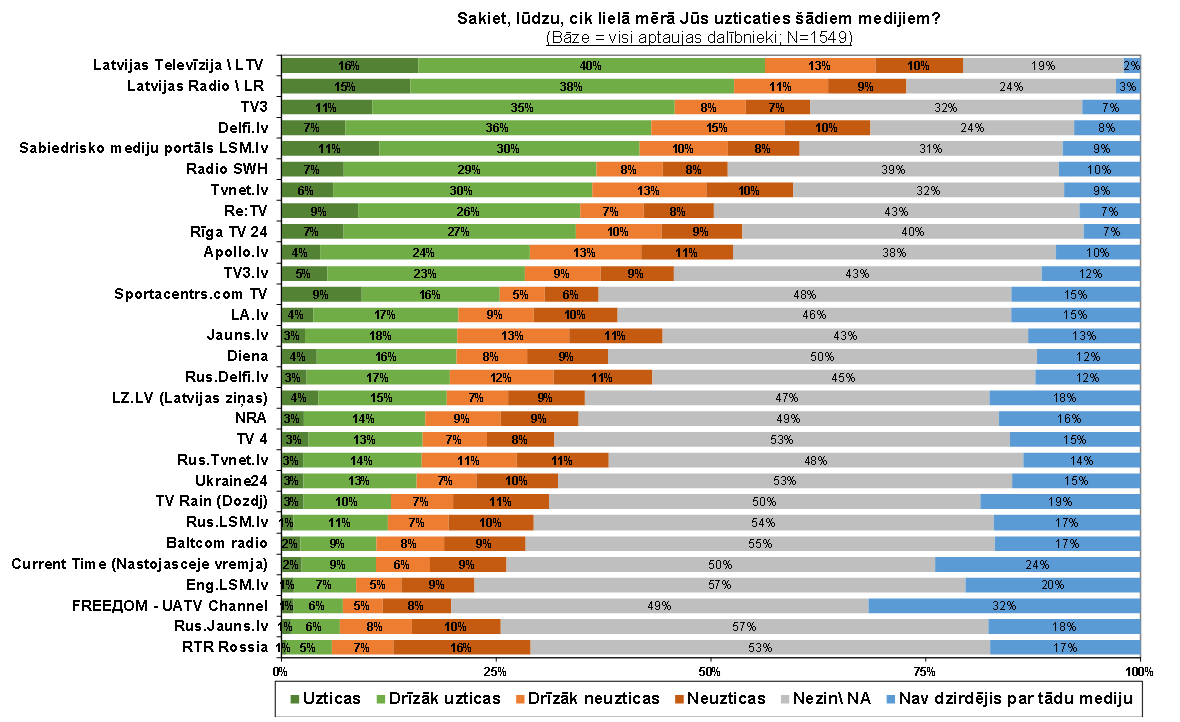 Sakiet, lūdzu, cik lielā mērā Jūs uzticaties šādiem medijiem?
(Bāze = visi aptaujas dalībnieki; N=1549)
Latvijas Televīzija \ LTV 16% 40% 13% 10% 19% 2%
Latvijas Radio \ LR 15% 38% 11% 9% 24% 3%
TV3 11% 35% 8% 7% 32% 7%
Delfi.lv 7% 36% 15% 10% 24% 8%
Sabiedrisko mediju portāls LSM.lv 11% 30% 10% 8% 31% 9%
Radio SWH 7% 29% 8% 8% 39% 10%
Tvnet.lv 6% 30% 13% 10% 32% 9%
Re:TV 9% 26% 7% 8% 43% 7%
Rīga TV 24 7% 27% 10% 9% 40% 7%
Apollo.lv 4% 24% 13% 11% 38% 10%
TV3.lv 5% 23% 9% 9% 43% 12%
Sportacentrs.com TV 9% 16% 5% 6% 48% 15%
LA.lv 4% 17% 9% 10% 46% 15%
Jauns.lv 3% 18% 13% 11% 43% 13%
Diena 4% 16% 8% 9% 50% 12%
Rus.Delfi.lv 3% 17% 12% 11% 45% 12%
LZ.LV (Latvijas ziņas) 4% 15% 7% 9% 47% 18%
NRA 3% 14% 9% 9% 49% 16%
TV 4 3% 13% 7% 8% 53% 15%
Rus.Tvnet.lv 3% 14% 11% 11% 48% 14%
Ukraine24 3% 13% 7% 10% 53% 15%
TV Rain (Dozdj) 3% 10% 7% 11% 50% 19%
Rus.LSM.lv 1% 11% 7% 10% 54% 17%
Baltcom radio 2% 9% 8% 9% 55% 17%
Current Time (Nastojasceje vremja) 2% 9% 6% 9% 50% 24%
Eng.LSM.lv 1% 7% 5% 9% 57% 20%
FREEДОМ - UATV Channel 1% 6% 5% 8% 49% 32%
Rus.Jauns.lv 1% 6% 8% 10% 57% 18%
RTR Rossia 1% 5% 7% 16% 53% 17%
0% 25% 50% 75% 100%
Uzticas Drīzāk uzticas Drīzāk neuzticas Neuzticas Nezin\ NA Nav dzirdējis par tādu mediju